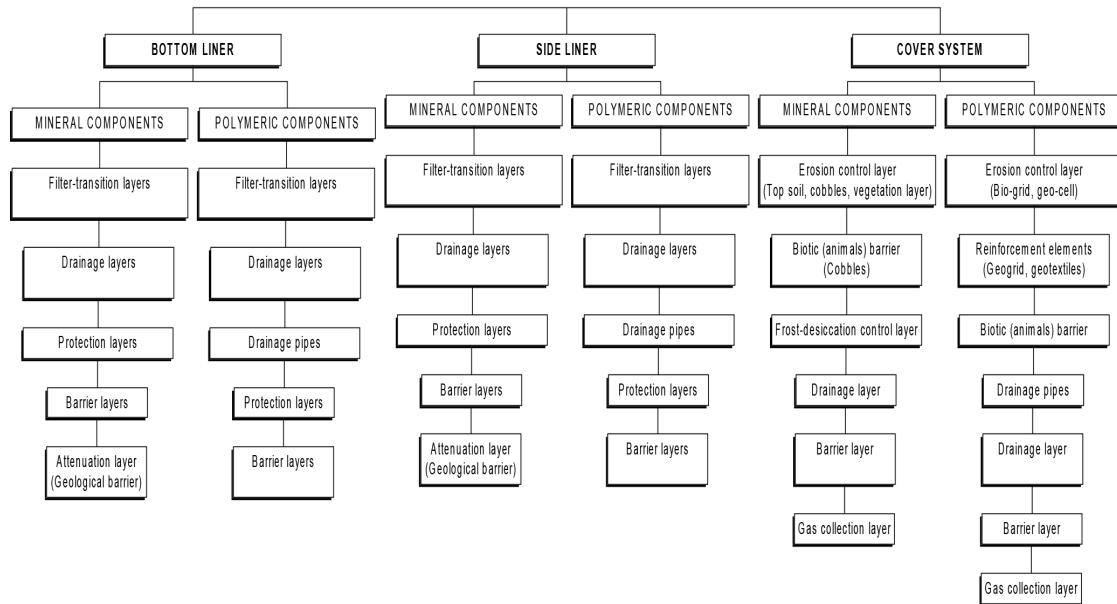 BOTTOM LINER
MINERAL COMPONENTS
Filter-transition layers
Drainage layers
Protection layers
Barrier layers
Attenuation layer
(Geological barrier)
POLYMERIC COMPONENTS
Filter-transition layers
Drainage layers
Drainage pipes
Protection layers
Barrier layers
SIDE LINER
MINERAL COMPONENTS
Filter-transition layers
Drainage layers
Protection layers
Barrier layers
Attenuation layer
(Geological barrier)
POLYMERIC COMPONENTS
Filter-transition layers
Drainage layers
Drainage pipes
Protection layers
Barrier layers
COVER SYSTEM
MINERAL COMPONENTS
Erosion control layer
(Top soil, cobbles, vegetation layer)
Biotic (animals) barrier
(Cobbles)
Frost-desiccation control layer
Drainage layer
Barrier layer
Gas collection layer
POLYMERIC COMPONENTS
Erosion control layer
(Bio-grid, geo-cell)
Reinforcement elements
(Geogrid, geotextiles)
Biotic (animals) barrier
Drainage pipes
Drainage layer
Barrier layer
Gas collection layer